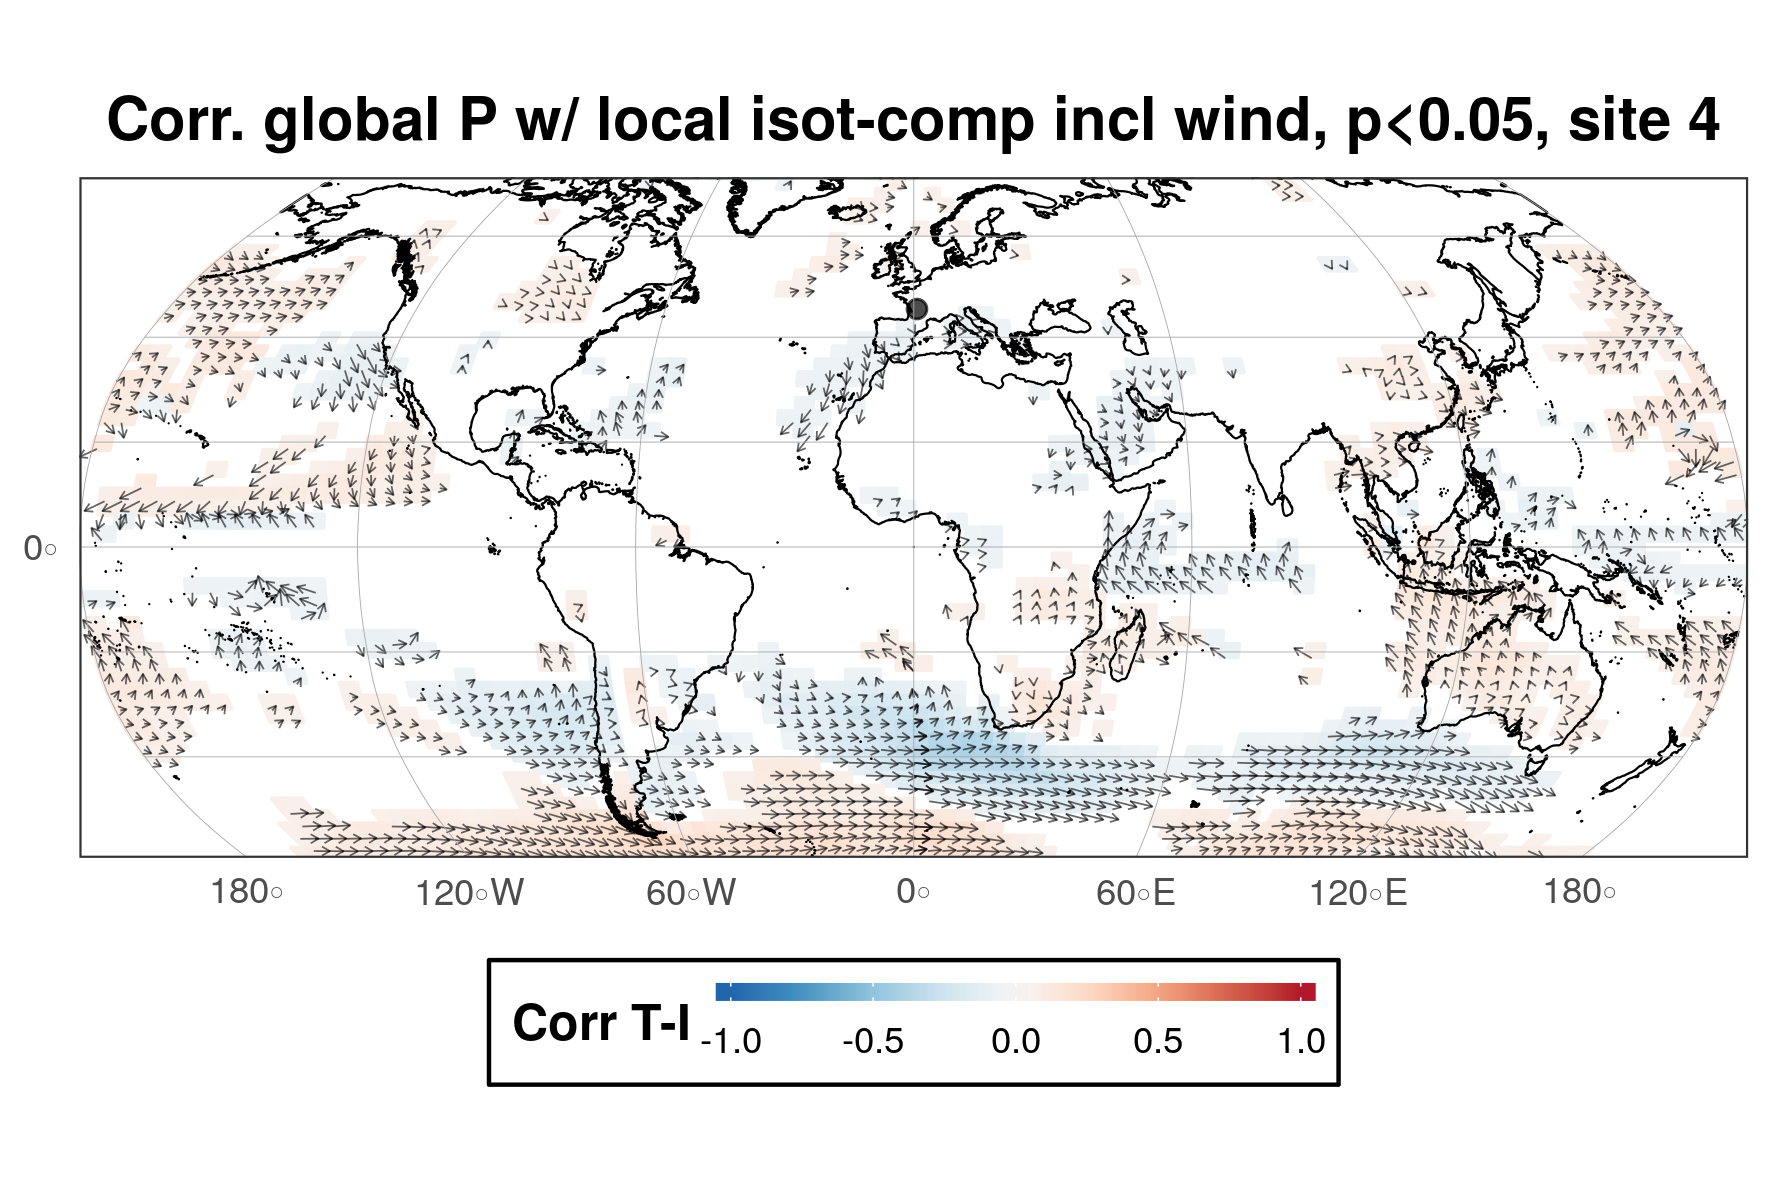 Corr. global P w/ local isot-comp incl wind, p<0.05, site 4
0°
180° 120°W 60°W 0° 60°E 120°E 180°
Corr T-I
-1.0 -0.5 0.0 0.5 1.0